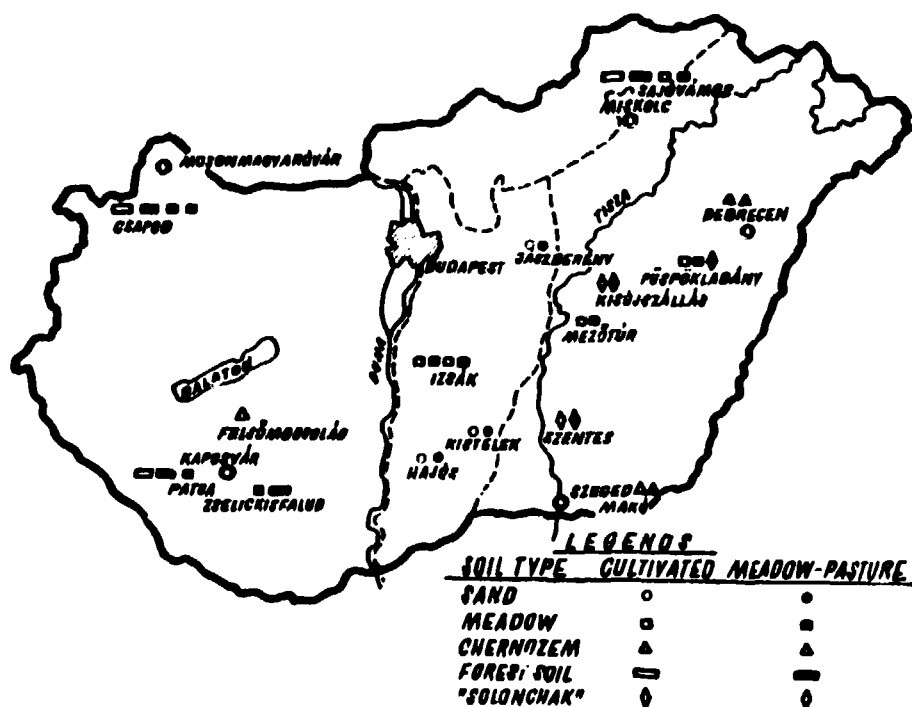 SAJÓVÁMOS
MISKOLC
MOSONMAGYARÓVÁR
CSAPOD
TISZA
DEBRECEN
BUDAPEST
JÁSZBERÉNY
PÜSPÖKLADÁNY
KISÚJSZÁLLÁS
MEZŐTÚR
DUNA
BALATON
IZSÁK
FELSŐMOCSOLÁD
KISTELEK
SZENTES
KAPOSVÁR
HAJÓS
PATCA
ZSELICKISFALUD
SZEGED
MAKÓ
LEGENDS
SOIL TYPE CULTIVATED MEADOW-PASTURE
SAND
MEADOW
CHERNOZEM
FOREST SOIL
"SOLONCHAK"